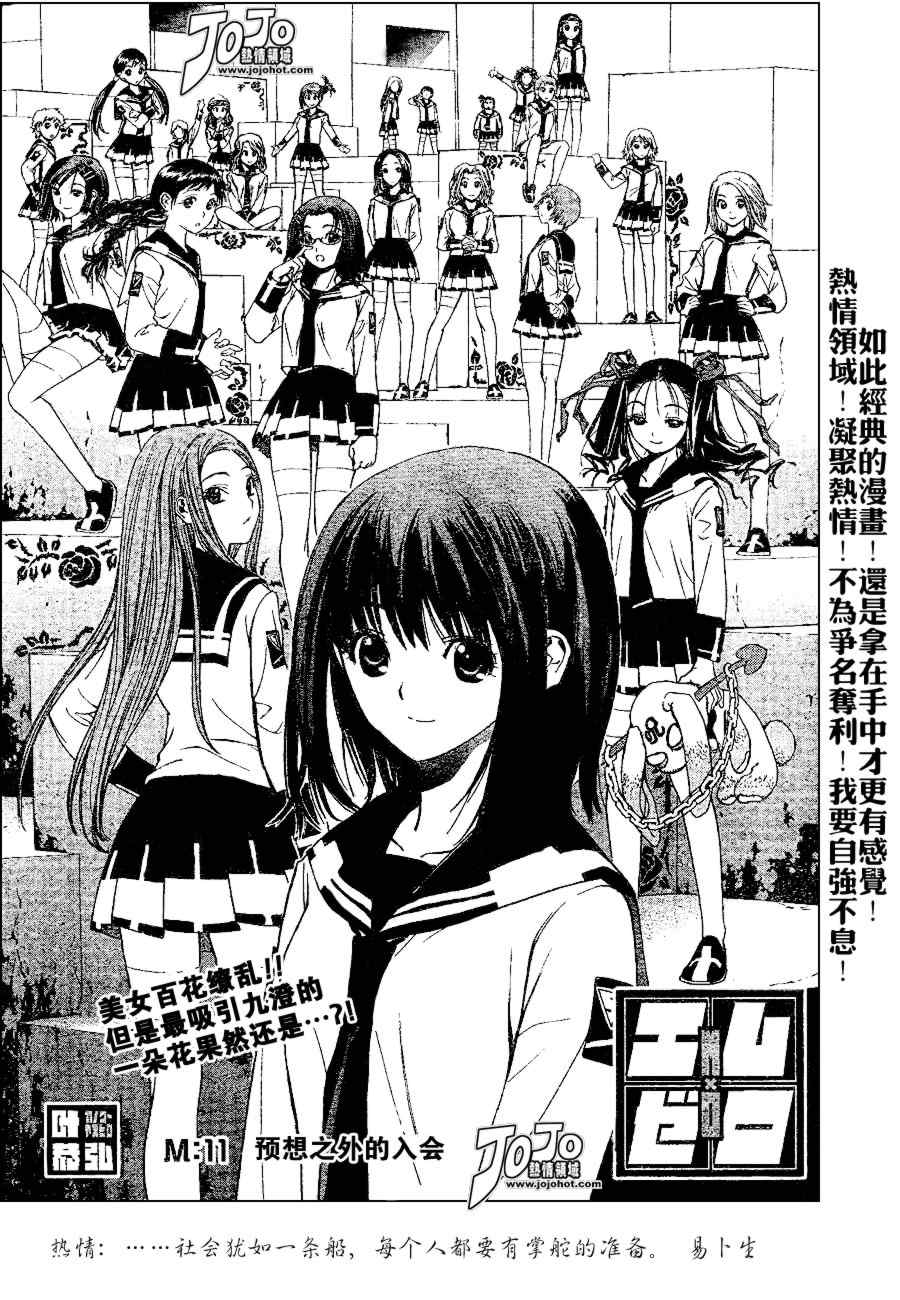 JOJO
熱情領域
www.jojohot.com
如此經典的漫畫！還是拿在手中才更有感覺！
熱情領域！凝聚熱情！不為爭名奪利！我要自強不息！
美女百花缭乱!!
但是最吸引九澄的
一朵花果然还是…?!
エム
ゼロ
M×0
叶
恭弘
M:11 预想之外的入会
JOJO
熱情領域
www.jojohot.com
热情：……社会犹如一条船，每个人都要有掌舵的准备。 易卜生